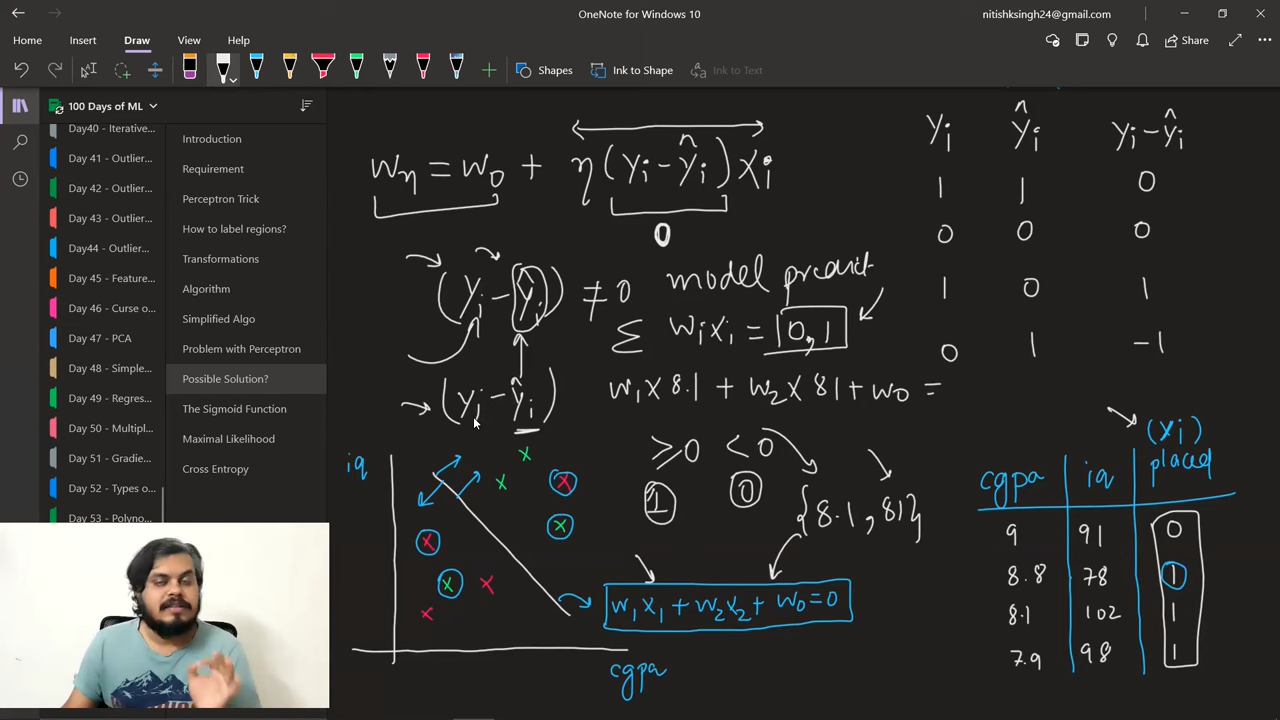 OneNote for Windows 10
nitishksingh24@gmail.com
Home Insert Draw View Help
Share
Shapes
Ink to Shape
Ink to Text
100 Days of ML
Day40 - Iterative...
Day 41 - Outlier...
Day 42 - Outlier...
Day 43 - Outlier...
Day44 - Outlier...
Day 45 - Feature...
Day 46 - Curse o...
Day 47 - PCA
Day 48 - Simple...
Day 49 - Regres...
Day 50 - Multipl...
Day 51 - Gradie...
Day 52 - Types o...
Day 53 - Polyno...
Introduction
Requirement
Perceptron Trick
How to label regions?
Transformations
Algorithm
Simplified Algo
Problem with Perceptron
Possible Solution?
The Sigmoid Function
Maximal Likelihood
Cross Entropy
wη = w₀ + η(yᵢ - ŷᵢ)xᵢ
0
(yᵢ - ŷᵢ) ≠ 0 model predict
Σ wᵢxᵢ = 0,1
(yᵢ - ŷᵢ)
w₁ x 8.1 + w₂ x 81 + w₀ =
≥0 <0
1 0
{8.1, 81}
w₁x₁ + w₂x₂ + w₀ = 0
iq
cgpa
yᵢ ŷᵢ yᵢ - ŷᵢ
1 1 0
0 0 0
1 0 1
0 1 -1
(xᵢ)
cgpa iq placed
9 91 0
8.8 78 1
8.1 102 1
7.9 98 1